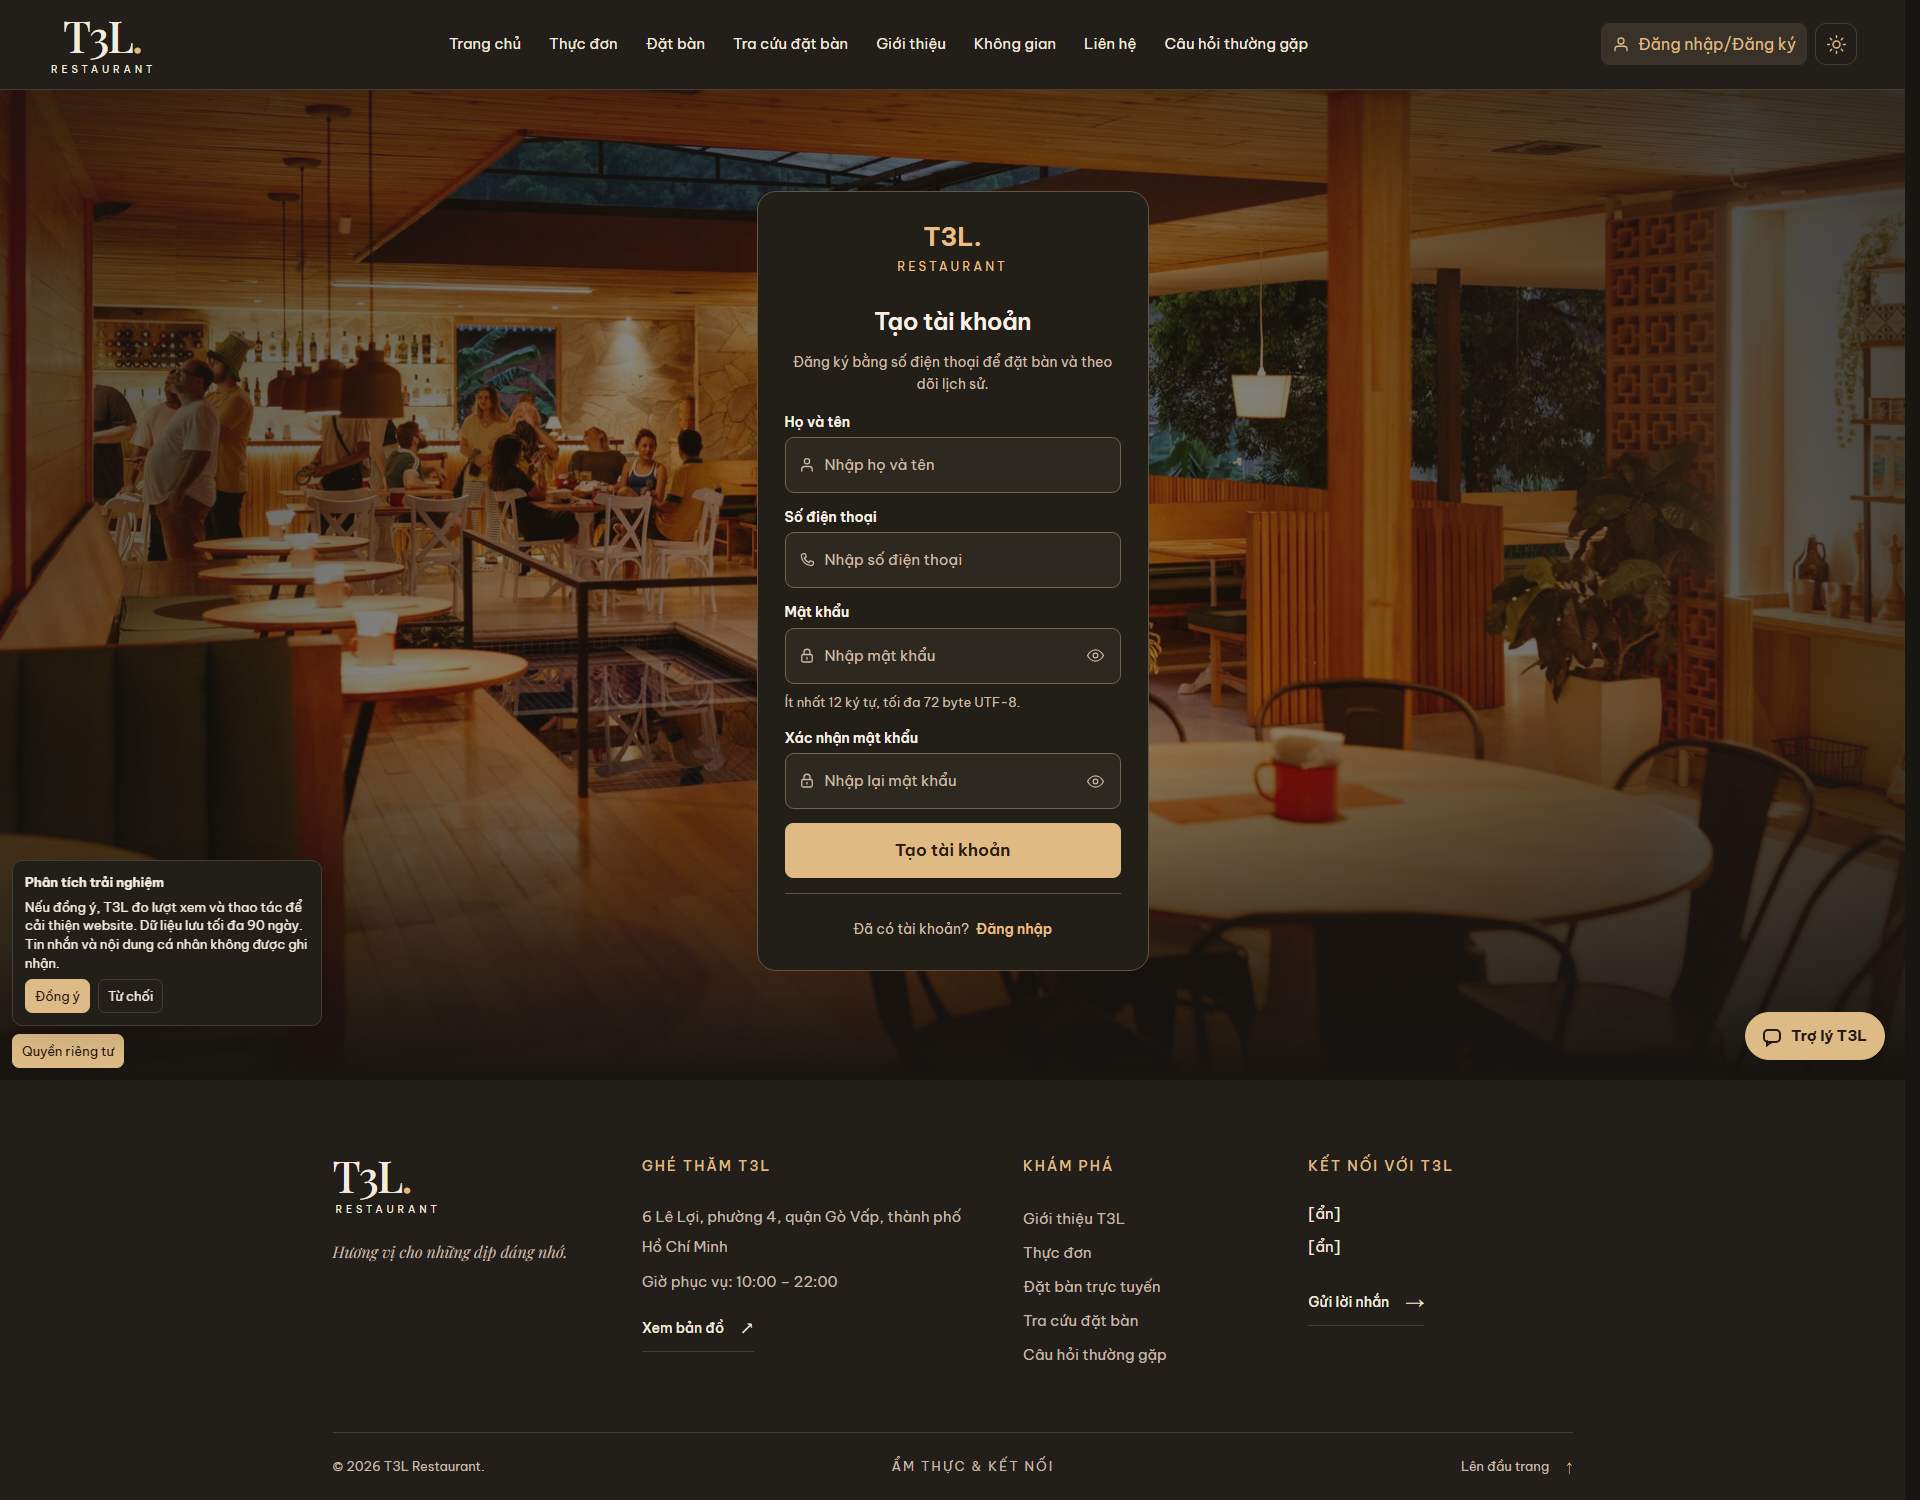 T3L.
RESTAURANT
Trang chủ
Thực đơn
Đặt bàn
Tra cứu đặt bàn
Giới thiệu
Không gian
Liên hệ
Câu hỏi thường gặp
Đăng nhập/Đăng ký
T3L.
RESTAURANT
Tạo tài khoản
Đăng ký bằng số điện thoại để đặt bàn và theo
dõi lịch sử.
Họ và tên
Nhập họ và tên
Số điện thoại
Nhập số điện thoại
Mật khẩu
Nhập mật khẩu
Ít nhất 12 ký tự, tối đa 72 byte UTF-8.
Xác nhận mật khẩu
Nhập lại mật khẩu
Tạo tài khoản
Đã có tài khoản? Đăng nhập
Phân tích trải nghiệm
Nếu đồng ý, T3L đo lượt xem và thao tác để
cải thiện website. Dữ liệu lưu tối đa 90 ngày.
Tin nhắn và nội dung cá nhân không được ghi
nhận.
Đồng ý
Từ chối
Quyền riêng tư
Trợ lý T3L
T3L.
RESTAURANT
Hương vị cho những dịp đáng nhớ.
GHÉ THĂM T3L
6 Lê Lợi, phường 4, quận Gò Vấp, thành phố
Hồ Chí Minh
Giờ phục vụ: 10:00 – 22:00
Xem bản đồ ↗
KHÁM PHÁ
Giới thiệu T3L
Thực đơn
Đặt bàn trực tuyến
Tra cứu đặt bàn
Câu hỏi thường gặp
KẾT NỐI VỚI T3L
[ẩn]
[ẩn]
Gửi lời nhắn →
© 2026 T3L Restaurant.
ẨM THỰC & KẾT NỐI
Lên đầu trang ↑